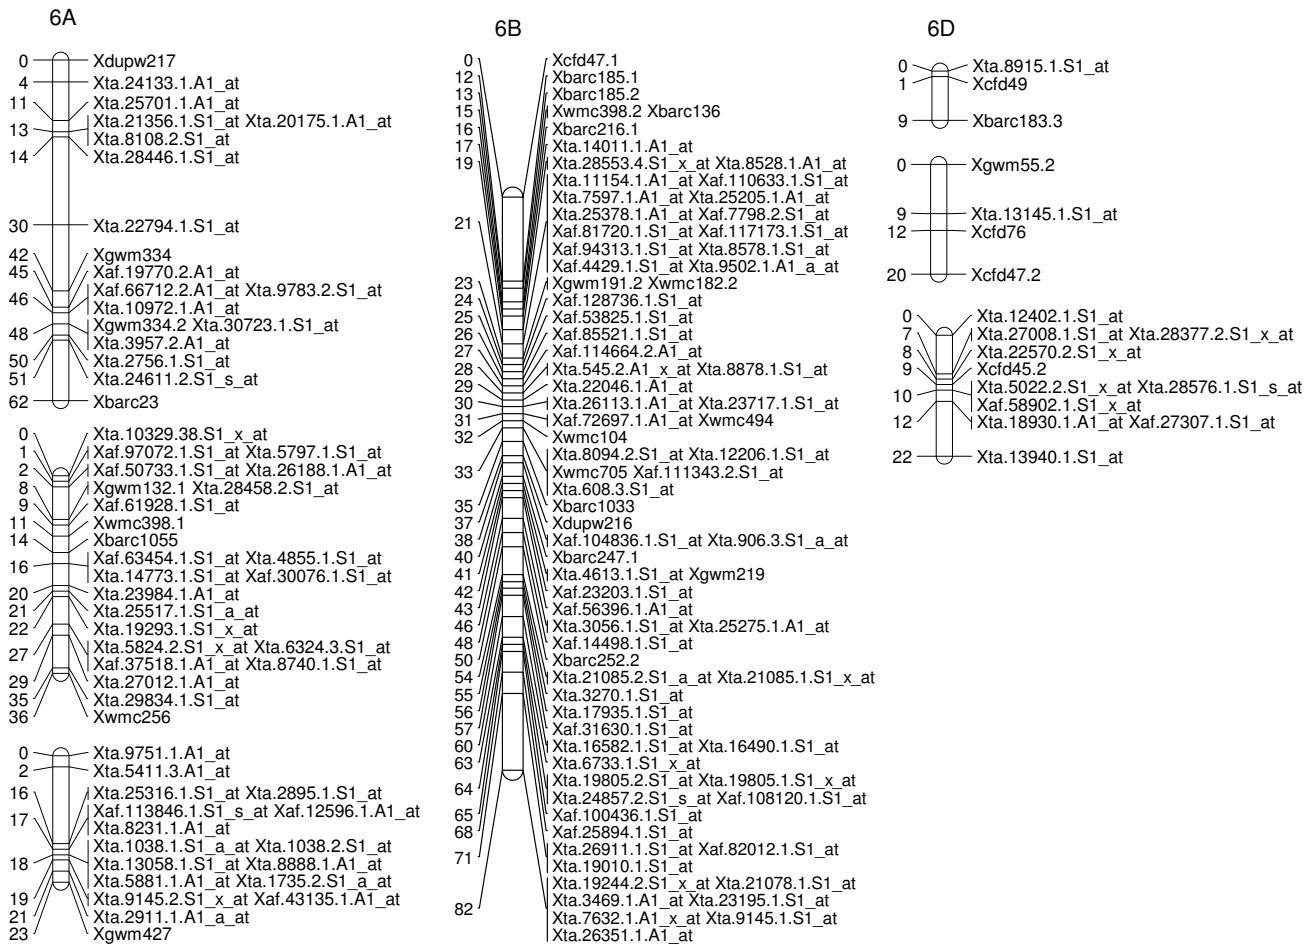 6A
0 Xdupw217
4 Xta.24133.1.A1_at
11 Xta.25701.1.A1_at
13 Xta.21356.1.S1_at Xta.20175.1.A1_at
Xta.8108.2.S1_at
14 Xta.28446.1.S1_at
30 Xta.22794.1.S1_at
42 Xgwm334
45 Xaf.19770.2.A1_at
46 Xaf.66712.2.A1_at Xta.9783.2.S1_at
Xta.10972.1.A1_at
48 Xgwm334.2 Xta.30723.1.S1_at
Xta.3957.2.A1_at
50 Xta.2756.1.S1_at
51 Xta.24611.2.S1_s_at
62 Xbarc23
0 Xta.10329.38.S1_x_at
1 Xaf.97072.1.S1_at Xta.5797.1.S1_at
2 Xaf.50733.1.S1_at Xta.26188.1.A1_at
8 Xgwm132.1 Xta.28458.2.S1_at
9 Xaf.61928.1.S1_at
11 Xwmc398.1
14 Xbarc1055
16 Xaf.63454.1.S1_at Xta.4855.1.S1_at
Xta.14773.1.S1_at Xaf.30076.1.S1_at
20 Xta.23984.1.A1_at
21 Xta.25517.1.S1_a_at
22 Xta.19293.1.S1_x_at
27 Xta.5824.2.S1_x_at Xta.6324.3.S1_at
Xaf.37518.1.A1_at Xta.8740.1.S1_at
29 Xta.27012.1.A1_at
35 Xta.29834.1.S1_at
36 Xwmc256
0 Xta.9751.1.A1_at
2 Xta.5411.3.A1_at
16 Xta.25316.1.S1_at Xta.2895.1.S1_at
17 Xaf.113846.1.S1_s_at Xaf.12596.1.A1_at
Xta.8231.1.A1_at
18 Xta.1038.1.S1_a_at Xta.1038.2.S1_at
Xta.13058.1.S1_at Xta.8888.1.A1_at
Xta.5881.1.A1_at Xta.1735.2.S1_a_at
19 Xta.9145.2.S1_x_at Xaf.43135.1.A1_at
21 Xta.2911.1.A1_a_at
23 Xgwm427
6B
0 Xcfd47.1
12 Xbarc185.1
13 Xbarc185.2
15 Xwmc398.2 Xbarc136
16 Xbarc216.1
17 Xta.14011.1.A1_at
19 Xta.28553.4.S1_x_at Xta.8528.1.A1_at
21 Xta.11154.1.A1_at Xaf.110633.1.S1_at
Xta.7597.1.A1_at Xta.25205.1.A1_at
Xta.25378.1.A1_at Xaf.7798.2.S1_at
Xaf.81720.1.S1_at Xaf.117173.1.S1_at
Xaf.94313.1.S1_at Xta.8578.1.S1_at
Xaf.4429.1.S1_at Xta.9502.1.A1_a_at
23 Xgwm191.2 Xwmc182.2
24 Xaf.128736.1.S1_at
25 Xaf.53825.1.S1_at
26 Xaf.85521.1.S1_at
27 Xaf.114664.2.A1_at
28 Xta.545.2.A1_x_at Xta.8878.1.S1_at
29 Xta.22046.1.A1_at
30 Xta.26113.1.A1_at Xta.23717.1.S1_at
31 Xaf.72697.1.A1_at Xwmc494
32 Xwmc104
33 Xta.8094.2.S1_at Xta.12206.1.S1_at
Xwmc705 Xaf.111343.2.S1_at
Xta.608.3.S1_at
35 Xbarc1033
37 Xdupw216
38 Xaf.104836.1.S1_at Xta.906.3.S1_a_at
40 Xbarc247.1
41 Xta.4613.1.S1_at Xgwm219
42 Xaf.23203.1.S1_at
43 Xaf.56396.1.A1_at
46 Xta.3056.1.S1_at Xta.25275.1.A1_at
48 Xaf.14498.1.S1_at
50 Xbarc252.2
54 Xta.21085.2.S1_a_at Xta.21085.1.S1_x_at
55 Xta.3270.1.S1_at
56 Xta.17935.1.S1_at
57 Xaf.31630.1.S1_at
60 Xta.16582.1.S1_at Xta.16490.1.S1_at
63 Xta.6733.1.S1_x_at
64 Xta.19805.2.S1_at Xta.19805.1.S1_x_at
Xta.24857.2.S1_s_at Xaf.108120.1.S1_at
65 Xaf.100436.1.S1_at
68 Xaf.25894.1.S1_at
71 Xta.26911.1.S1_at Xaf.82012.1.S1_at
Xta.19010.1.S1_at
82 Xta.19244.2.S1_x_at Xta.21078.1.S1_at
Xta.3469.1.A1_at Xta.23195.1.S1_at
Xta.7632.1.A1_x_at Xta.9145.1.S1_at
Xta.26351.1.A1_at
6D
0 Xta.8915.1.S1_at
1 Xcfd49
9 Xbarc183.3
0 Xgwm55.2
9 Xta.13145.1.S1_at
12 Xcfd76
20 Xcfd47.2
0 Xta.12402.1.S1_at
7 Xta.27008.1.S1_at Xta.28377.2.S1_x_at
8 Xta.22570.2.S1_x_at
9 Xcfd45.2
10 Xta.5022.2.S1_x_at Xta.28576.1.S1_s_at
Xaf.58902.1.S1_x_at
12 Xta.18930.1.A1_at Xaf.27307.1.S1_at
22 Xta.13940.1.S1_at